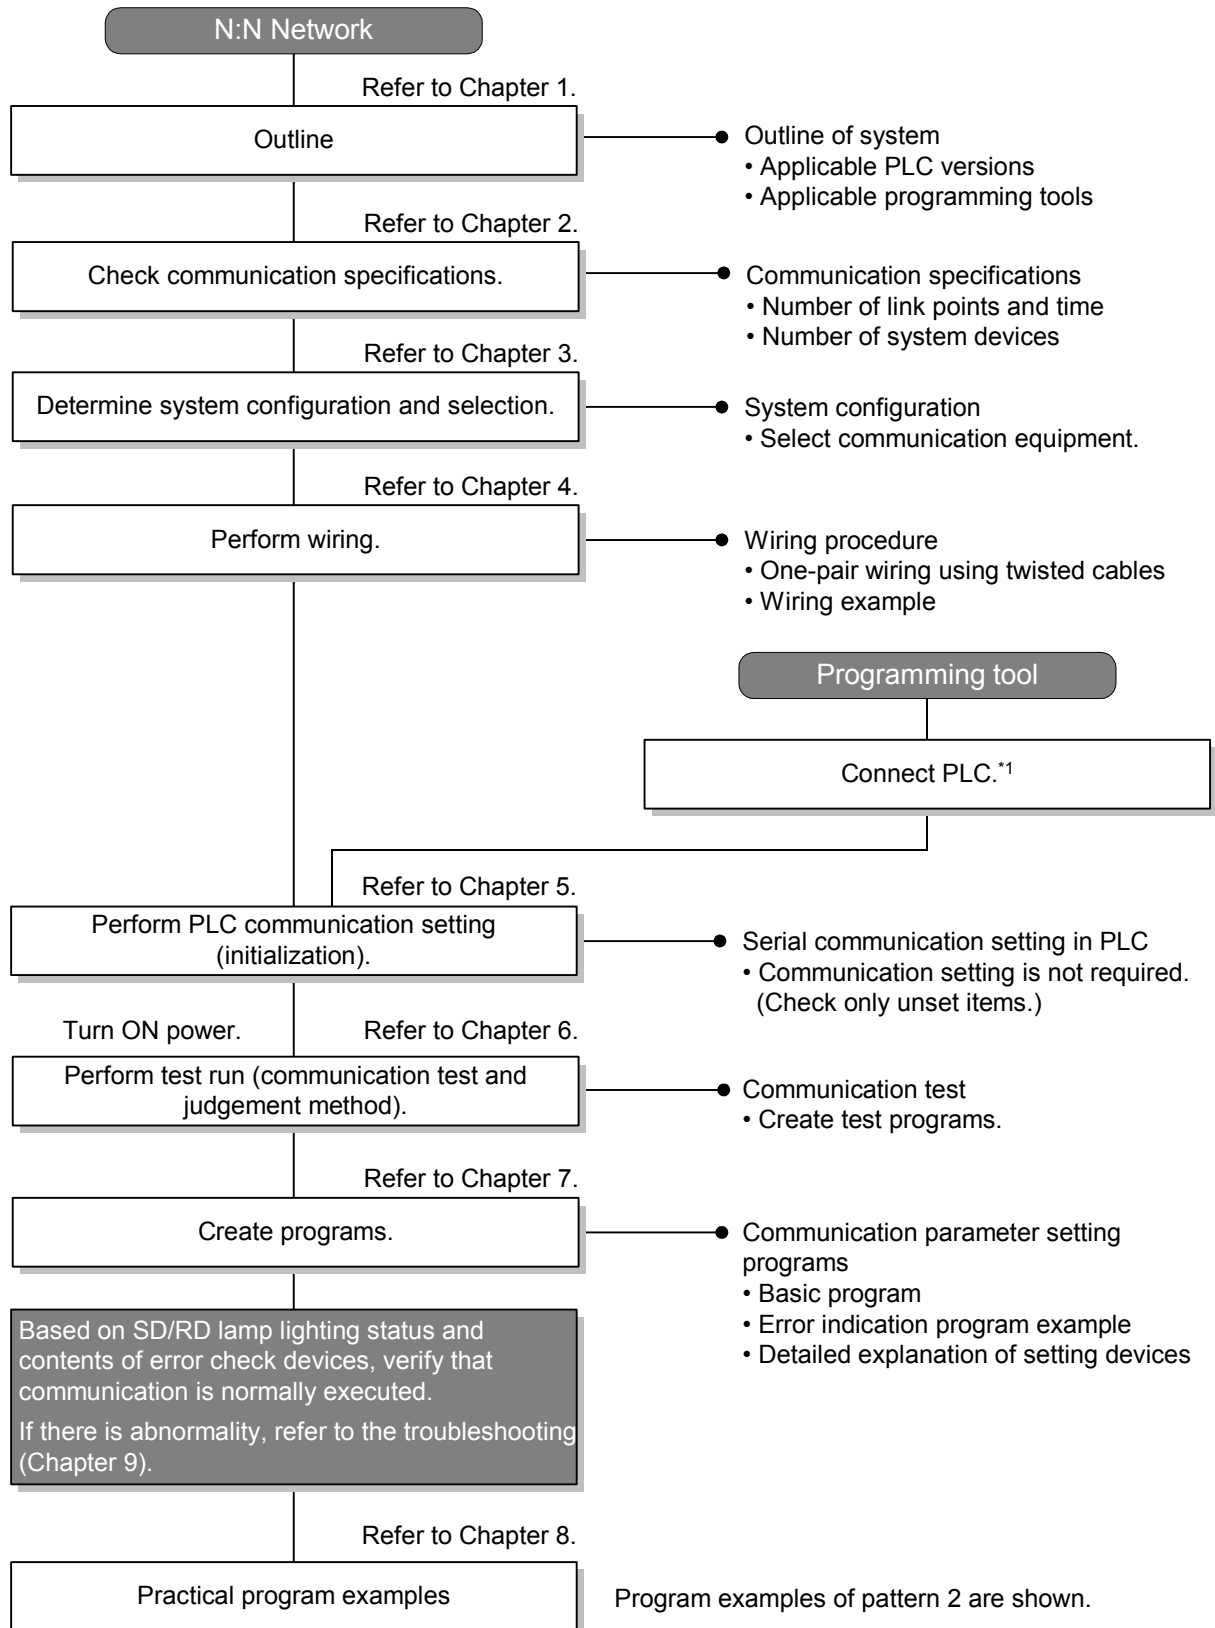 N:N Network
Refer to Chapter 1.
Outline
Outline of system
• Applicable PLC versions
• Applicable programming tools
Refer to Chapter 2.
Check communication specifications.
Communication specifications
• Number of link points and time
• Number of system devices
Refer to Chapter 3.
Determine system configuration and selection.
System configuration
• Select communication equipment.
Refer to Chapter 4.
Perform wiring.
Wiring procedure
• One-pair wiring using twisted cables
• Wiring example
Programming tool
Connect PLC.*1
Refer to Chapter 5.
Perform PLC communication setting
(initialization).
Serial communication setting in PLC
• Communication setting is not required.
(Check only unset items.)
Turn ON power.
Refer to Chapter 6.
Perform test run (communication test and
judgement method).
Communication test
• Create test programs.
Refer to Chapter 7.
Create programs.
Communication parameter setting
programs
• Basic program
• Error indication program example
• Detailed explanation of setting devices
Based on SD/RD lamp lighting status and
contents of error check devices, verify that
communication is normally executed.
If there is abnormality, refer to the troubleshooting
(Chapter 9).
Refer to Chapter 8.
Practical program examples
Program examples of pattern 2 are shown.